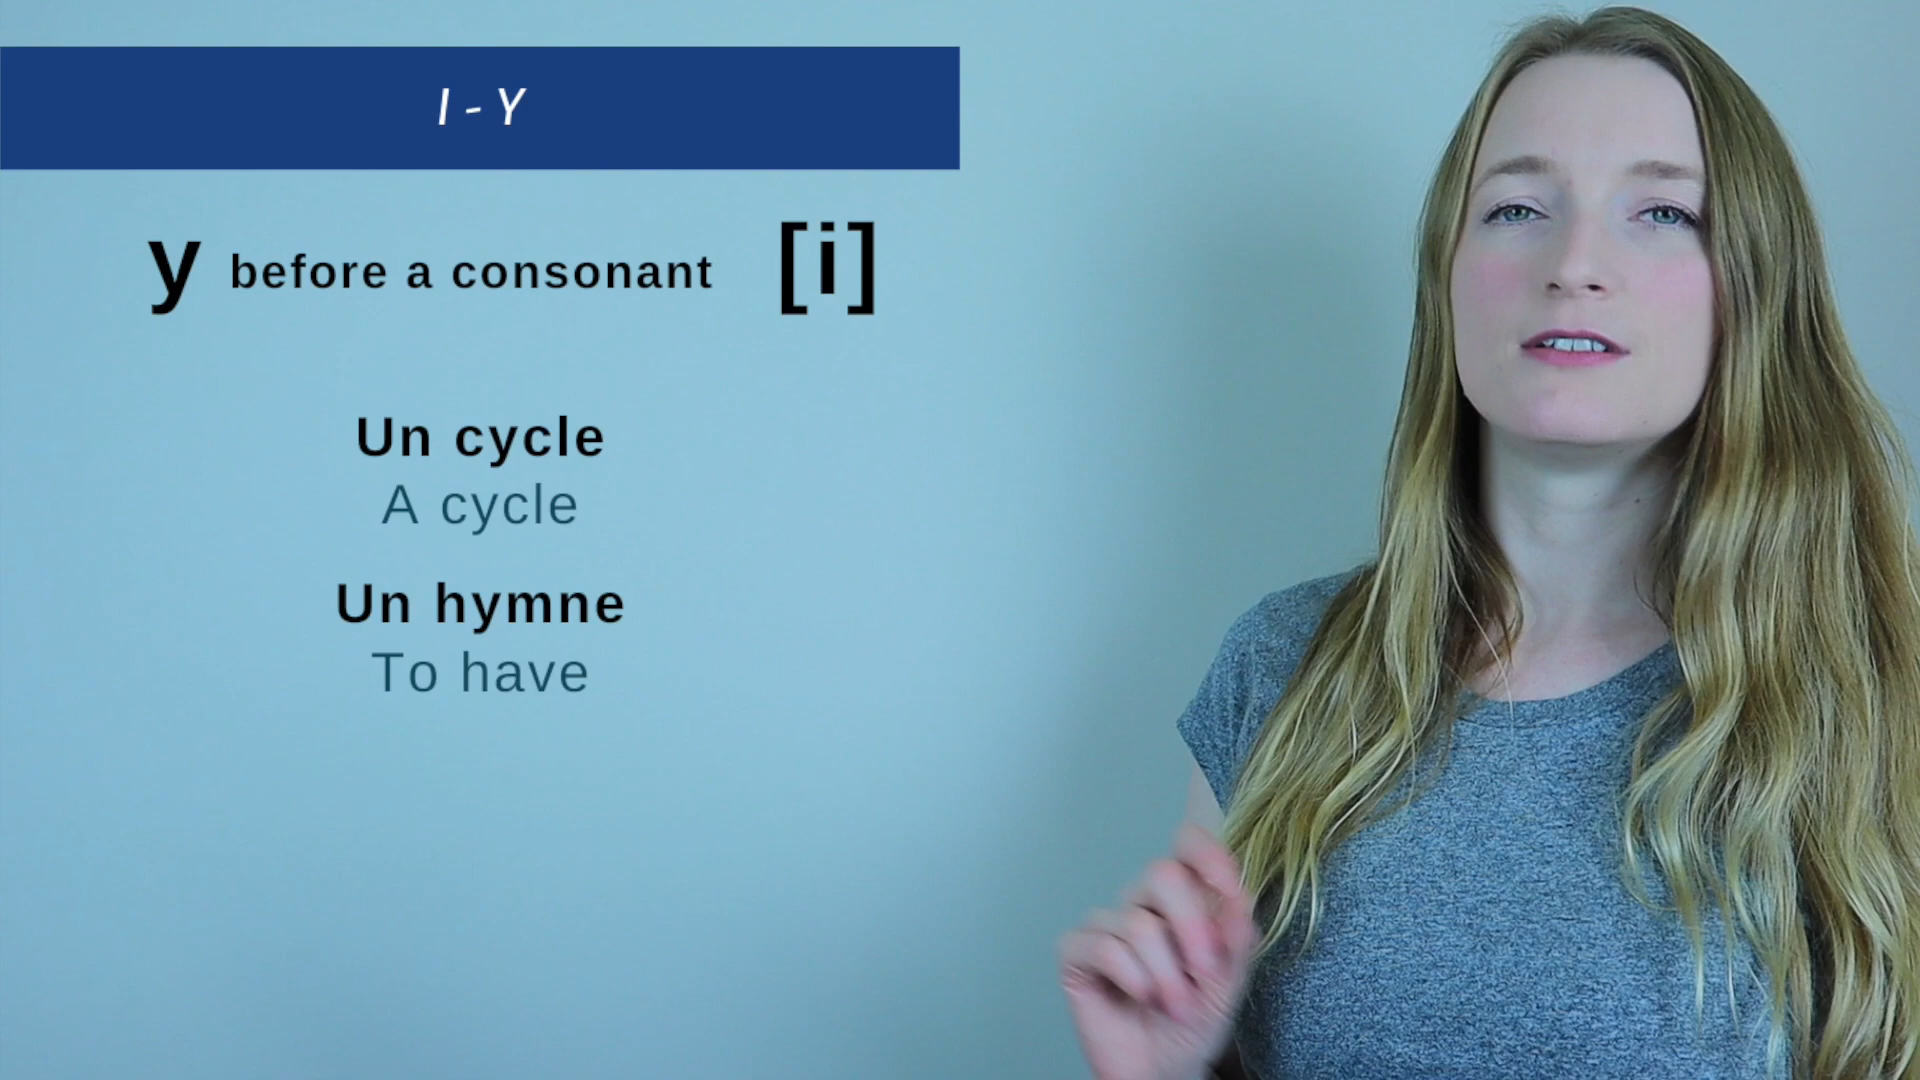 I - Y
y before a consonant [i]
Un cycle
A cycle
Un hymne
To have